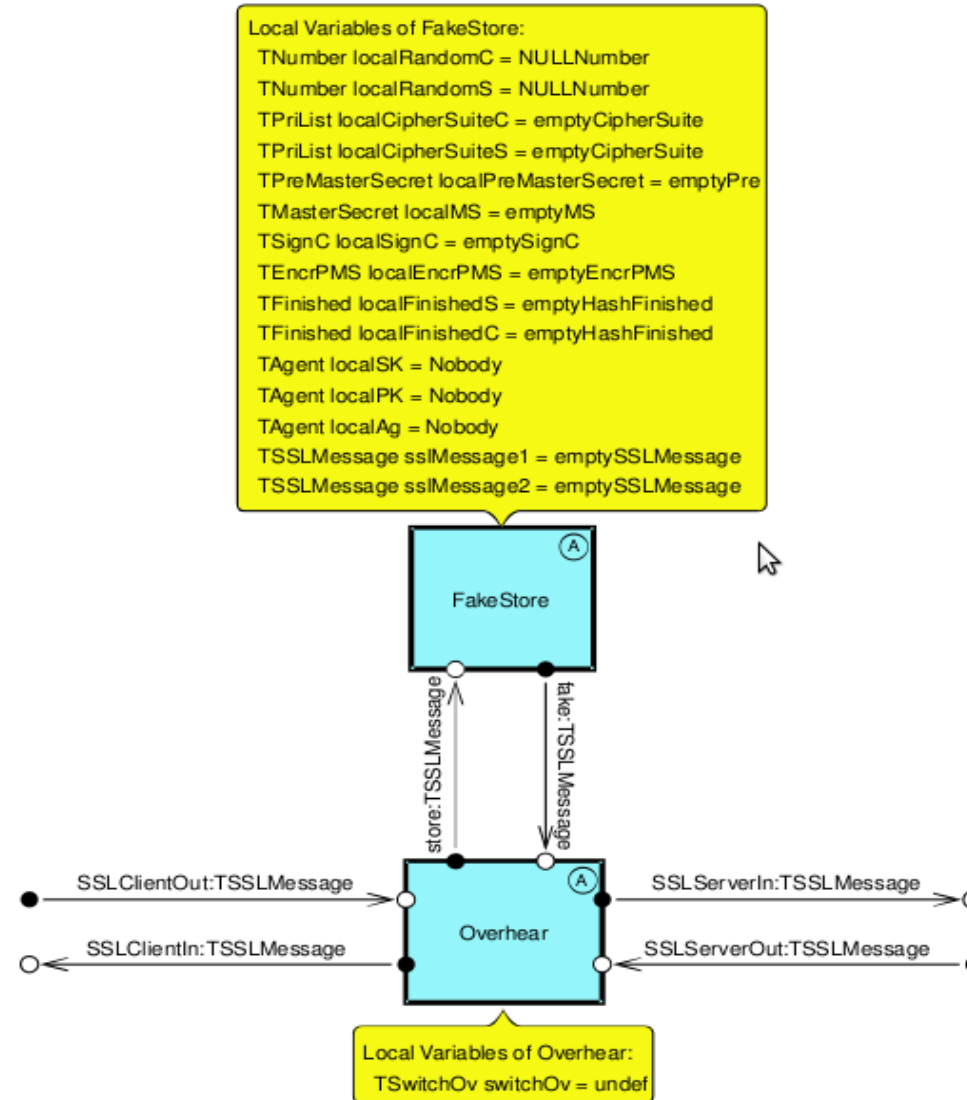 Local Variables of FakeStore:
TNumber localRandomC = NULLNumber
TNumber localRandomS = NULLNumber
TPriList localCipherSuiteC = emptyCipherSuite
TPriList localCipherSuiteS = emptyCipherSuite
TPreMasterSecret localPreMasterSecret = emptyPre
TMasterSecret localMS = emptyMS
TSignC localSignC = emptySignC
TEncrPMS localEncrPMS = emptyEncrPMS
TFinished localFinishedS = emptyHashFinished
TFinished localFinishedC = emptyHashFinished
TAgent localSK = Nobody
TAgent localPK = Nobody
TAgent localAg = Nobody
TSSLMessage sslMessage1 = emptySSLMessage
TSSLMessage sslMessage2 = emptySSLMessage
A
FakeStore
store:TSSLMessage
fake:TSSLMessage
SSLClientOut:TSSLMessage
A
SSLServerIn:TSSLMessage
Overhear
SSLClientIn:TSSLMessage
SSLServerOut:TSSLMessage
Local Variables of Overhear:
TSwitchOv switchOv = undef